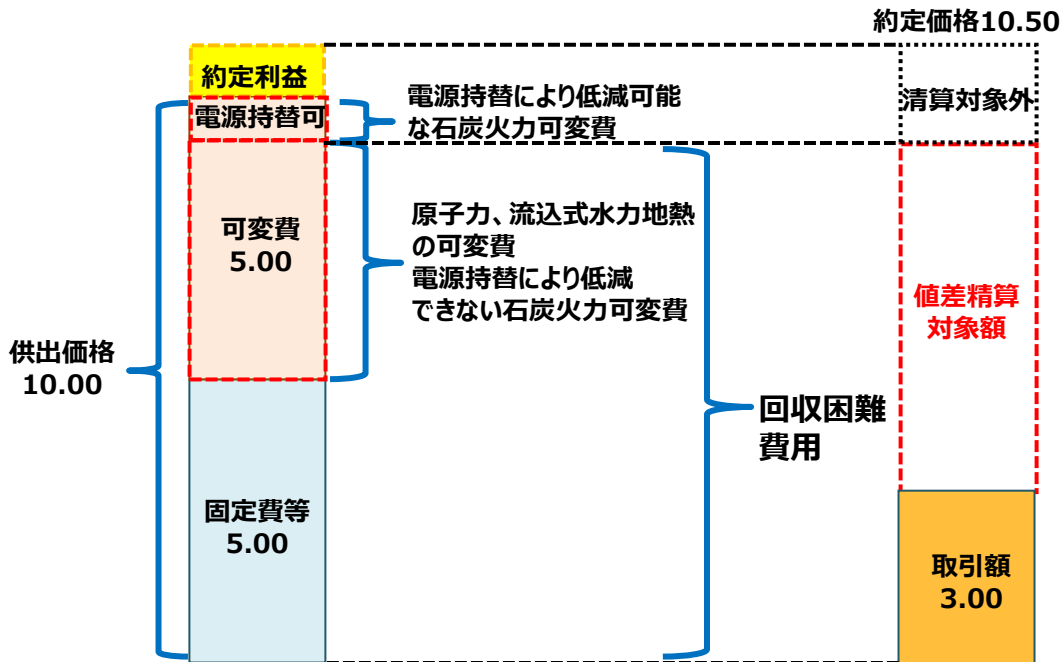 約定価格10.50
約定利益
電源持替可
電源持替により低減可能
な石炭火力可変費
清算対象外
可変費
5.00
原子力、流込式水力地熱
の可変費
電源持替により低減
できない石炭火力可変費
値差精算
対象額
供出価格
10.00
回収困難
費用
固定費等
5.00
取引額
3.00